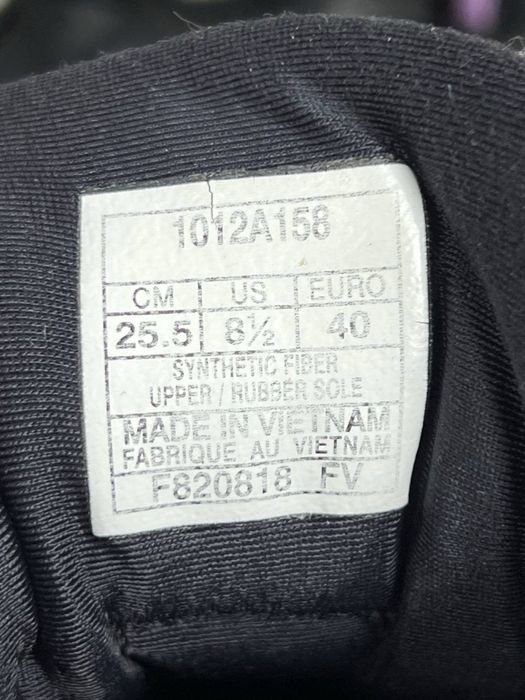 1012A158
CM US EURO
25.5 8½ 40
SYNTHETIC FIBER
UPPER / RUBBER SOLE
MADE IN VIETNAM
FABRIQUE AU VIETNAM
F820818 FV